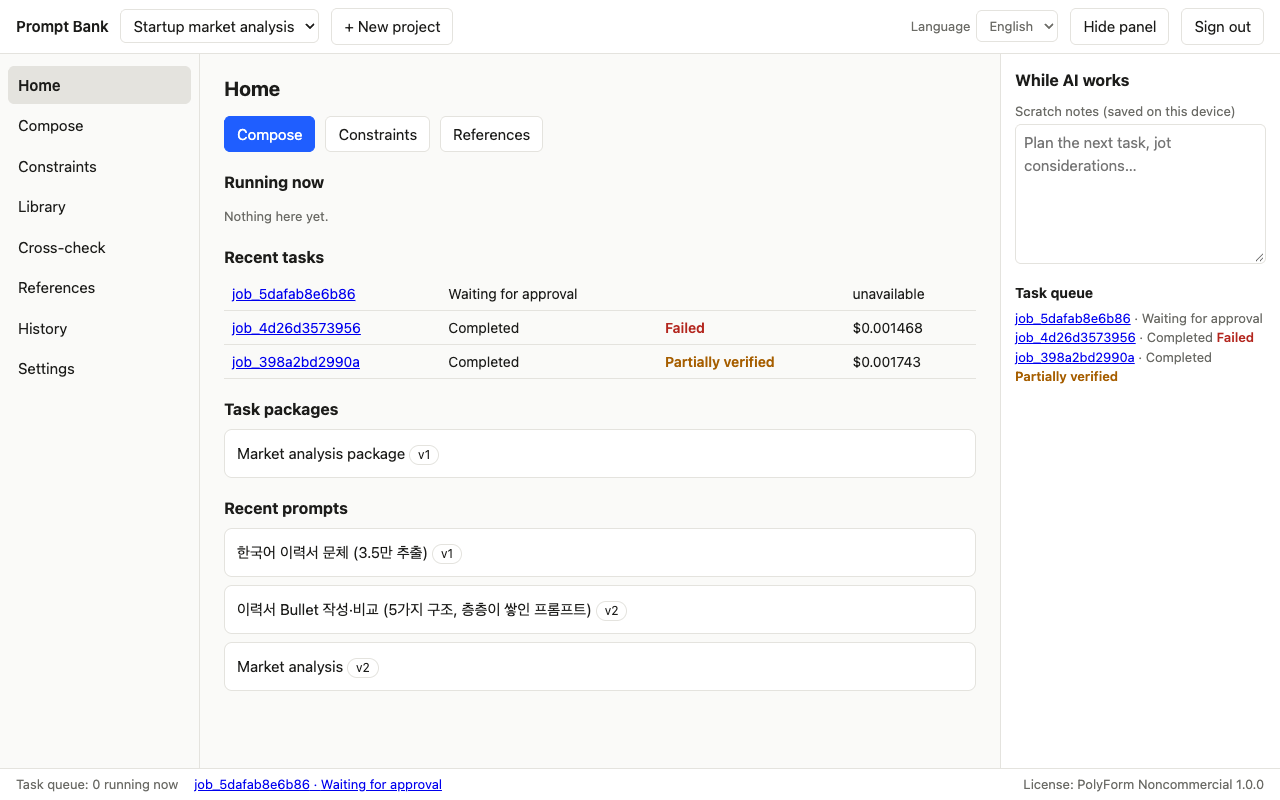 Prompt Bank Startup market analysis + New project Language English Hide panel Sign out
Home
Compose
Constraints
Library
Cross-check
References
History
Settings
Home
Compose Constraints References
Running now
Nothing here yet.
Recent tasks
job_5dafab8e6b86 Waiting for approval unavailable
job_4d26d3573956 Completed Failed $0.001468
job_398a2bd2990a Completed Partially verified $0.001743
Task packages
Market analysis package v1
Recent prompts
한국어 이력서 문체 (3.5만 추출) v1
이력서 Bullet 작성·비교 (5가지 구조, 층층이 쌓인 프롬프트) v2
Market analysis v2
While AI works
Scratch notes (saved on this device)
Plan the next task, jot
considerations...
Task queue
job_5dafab8e6b86 · Waiting for approval
job_4d26d3573956 · Completed Failed
job_398a2bd2990a · Completed
Partially verified
Task queue: 0 running now job_5dafab8e6b86 · Waiting for approval License: PolyForm Noncommercial 1.0.0